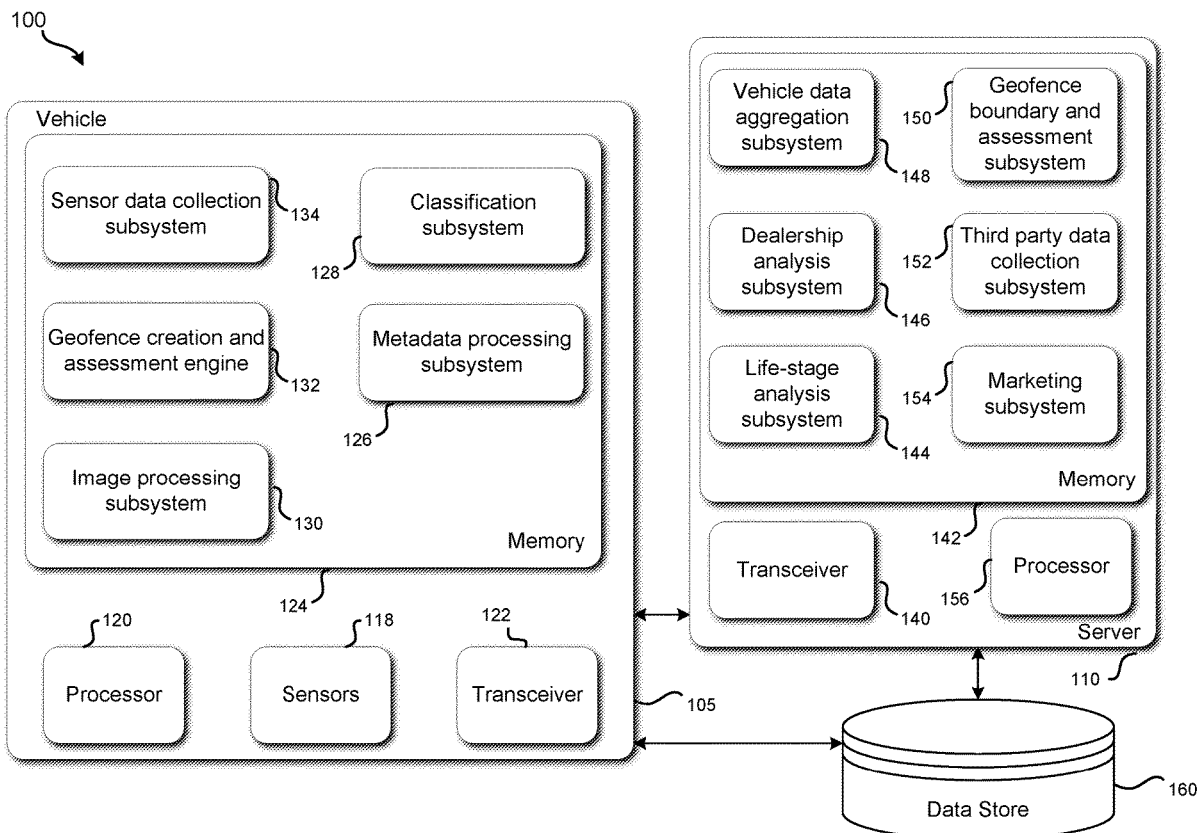 100
Vehicle
Sensor data collection
subsystem
134
Classification
subsystem
128
Geofence creation and
assessment engine
132
Metadata processing
subsystem
126
Image processing
subsystem
130
Memory
124
120
Processor
118
Sensors
122
Transceiver
105
Vehicle data
aggregation
subsystem
148
150
Geofence
boundary and
assessment
subsystem
Dealership
analysis
subsystem
146
152
Third party data
collection
subsystem
Life-stage
analysis
subsystem
144
154
Marketing
subsystem
Memory
142
Transceiver
140
156
Processor
Server
110
Data Store
160